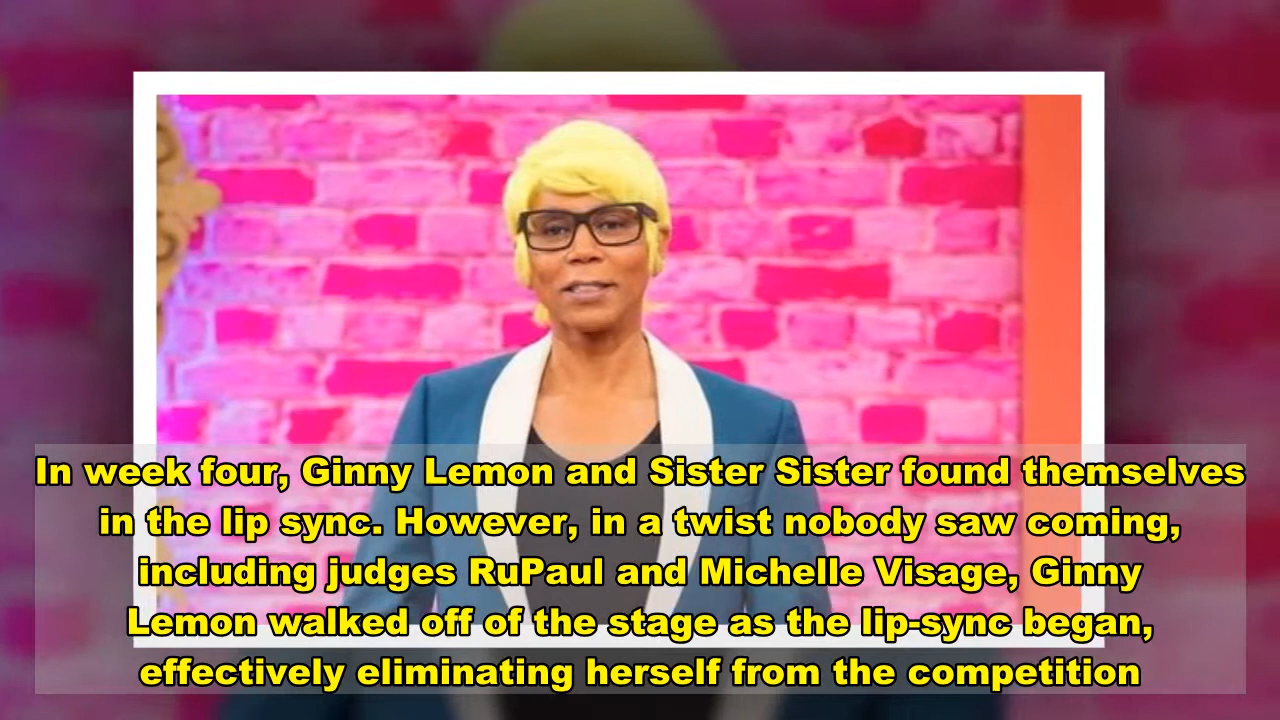 In week four, Ginny Lemon and Sister Sister found themselves
in the lip sync. However, in a twist nobody saw coming,
including judges RuPaul and Michelle Visage, Ginny
Lemon walked off of the stage as the lip-sync began,
effectively eliminating herself from the competition